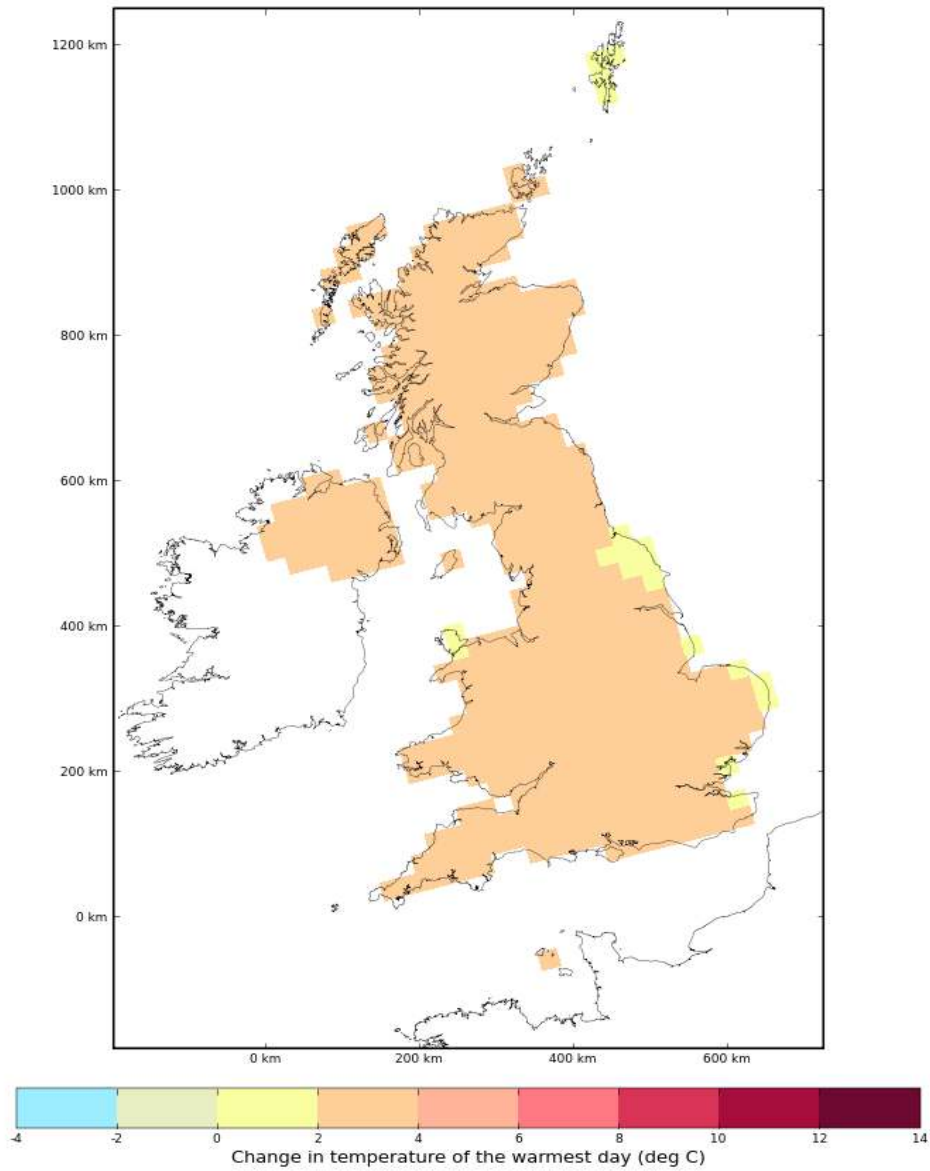 1200 km
1000 km
800 km
600 km
400 km
200 km
0 km
0 km 200 km 400 km 600 km
-4 -2 0 2 4 6 8 10 12 14
Change in temperature of the warmest day (deg C)